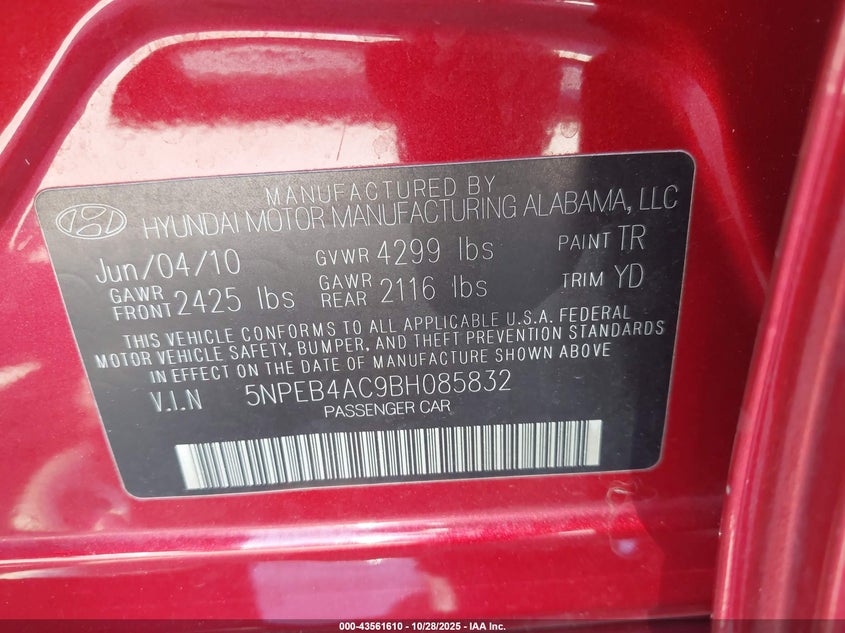 MANUFACTURED BY
HYUNDAI MOTOR MANUFACTURING ALABAMA, LLC
Jun/04/10 GVWR 4299 lbs PAINT TR
GAWR FRONT 2425 lbs GAWR REAR 2116 lbs TRIM YD
THIS VEHICLE CONFORMS TO ALL APPLICABLE U.S.A. FEDERAL
MOTOR VEHICLE SAFETY, BUMPER, AND THEFT PREVENTION STANDARDS
IN EFFECT ON THE DATE OF MANUFACTURE SHOWN ABOVE
V.I.N 5NPEB4AC9BH085832
PASSENGER CAR
000-43561610 - 10/28/2025 - IAA Inc.